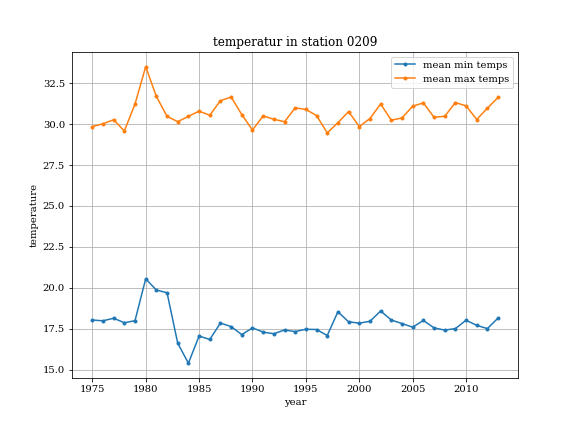 temperatur in station 0209
mean min temps
mean max temps
32.5
30.0
27.5
25.0
22.5
20.0
17.5
15.0
temperature
1975 1980 1985 1990 1995 2000 2005 2010
year